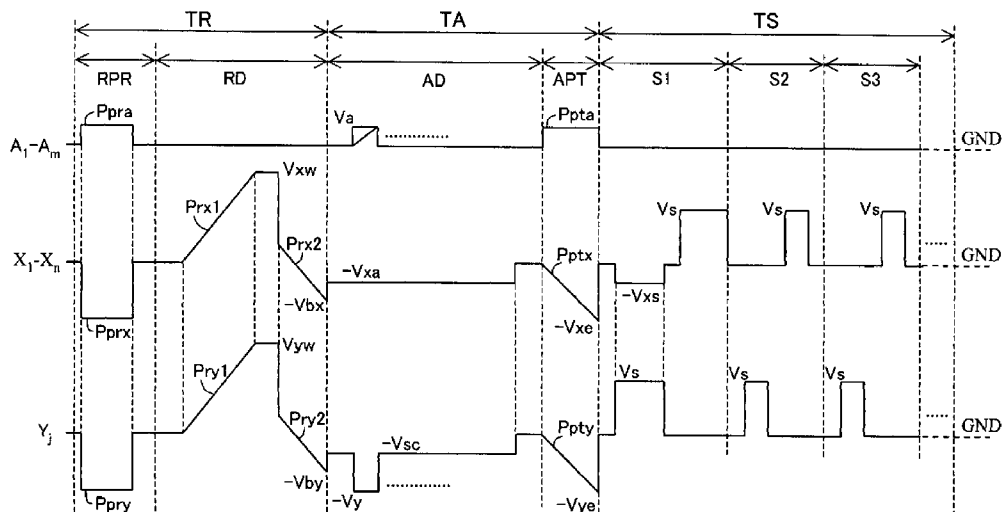 TR TA TS
RPR RD AD APT S1 S2 S3
Ppra Va Ppta
A1-Am GND
Vxw
Prx1 Vs Vs Vs
Prx2
X1-Xn -Vxa Pptx GND
-Vbx -Vxs
Pprx -Vxe
Vyw
Pry1 Vs Vs Vs
Pry2
Yj -Vsc Ppty GND
-Vby
Ppry -Vy -Vye